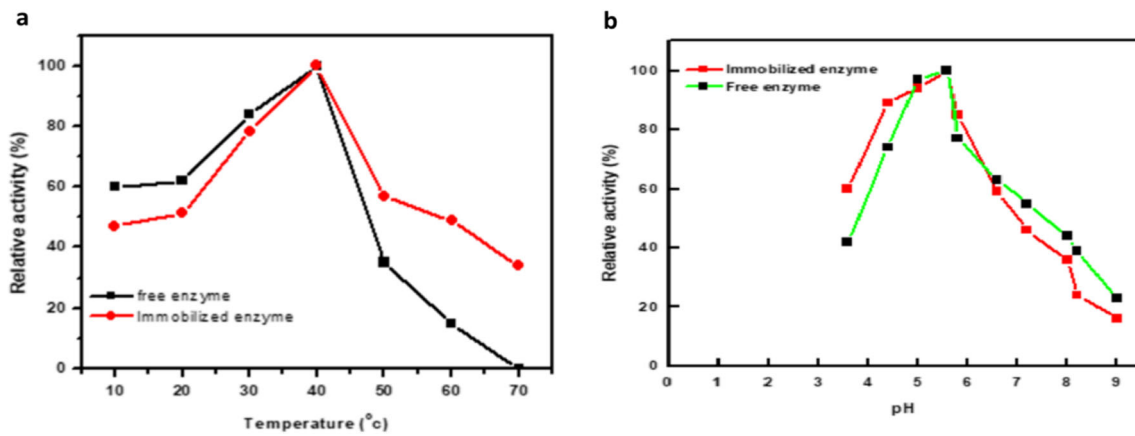 a
Relative activity (%)
100
80
60
40
20
0
free enzyme
Immobilized enzyme
10 20 30 40 50 60 70
Temperature (°c)
b
Relative activity (%)
100
80
60
40
20
0
Immobilized enzyme
Free enzyme
0 1 2 3 4 5 6 7 8 9
pH